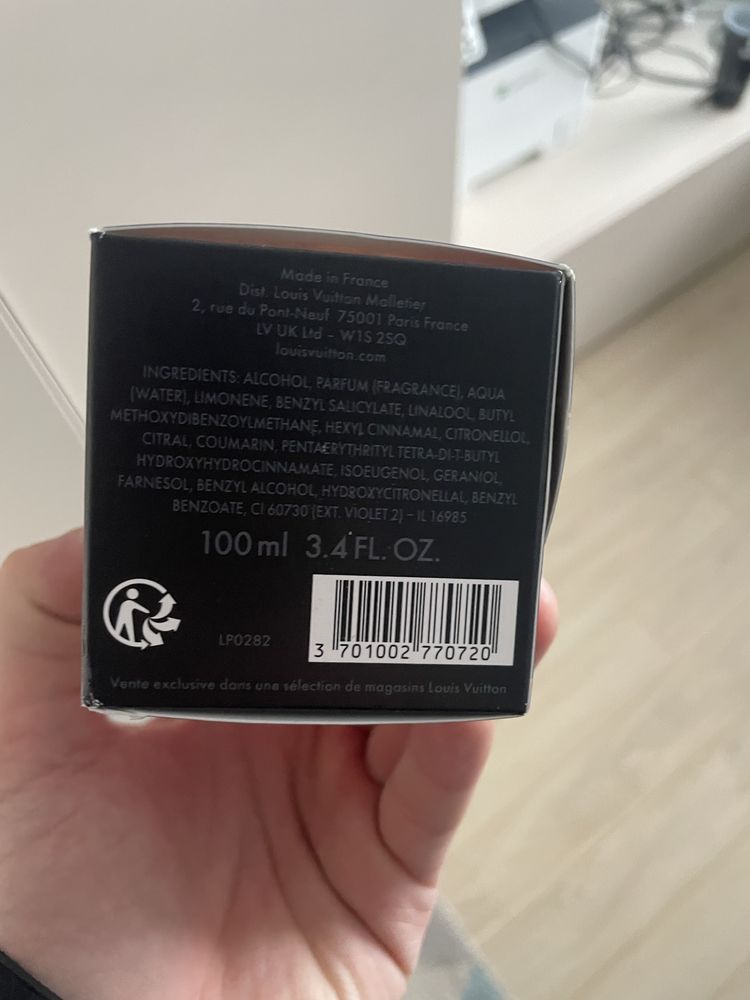 Made in France
Dist. Louis Vuitton Malletier
2, rue du Pont-Neuf 75001 Paris France
LV UK Ltd – W1S 2SQ
louisvuitton.com
INGREDIENTS: ALCOHOL, PARFUM (FRAGRANCE), AQUA
(WATER), LIMONENE, BENZYL SALICYLATE, LINALOOL, BUTYL
METHOXYDIBENZOYLMETHANE, HEXYL CINNAMAL, CITRONELLOL,
CITRAL, COUMARIN, PENTAERYTHRITYL TETRA-DI-T-BUTYL
HYDROXYHYDROCINNAMATE, ISOEUGENOL, GERANIOL,
FARNESOL, BENZYL ALCOHOL, HYDROXYCITRONELLAL, BENZYL
BENZOATE, CI 60730 (EXT. VIOLET 2) – IL 16985
100 ml 3.4 FL. OZ.
LP0282
3 701002 770720
Vente exclusive dans une sélection de magasins Louis Vuitton